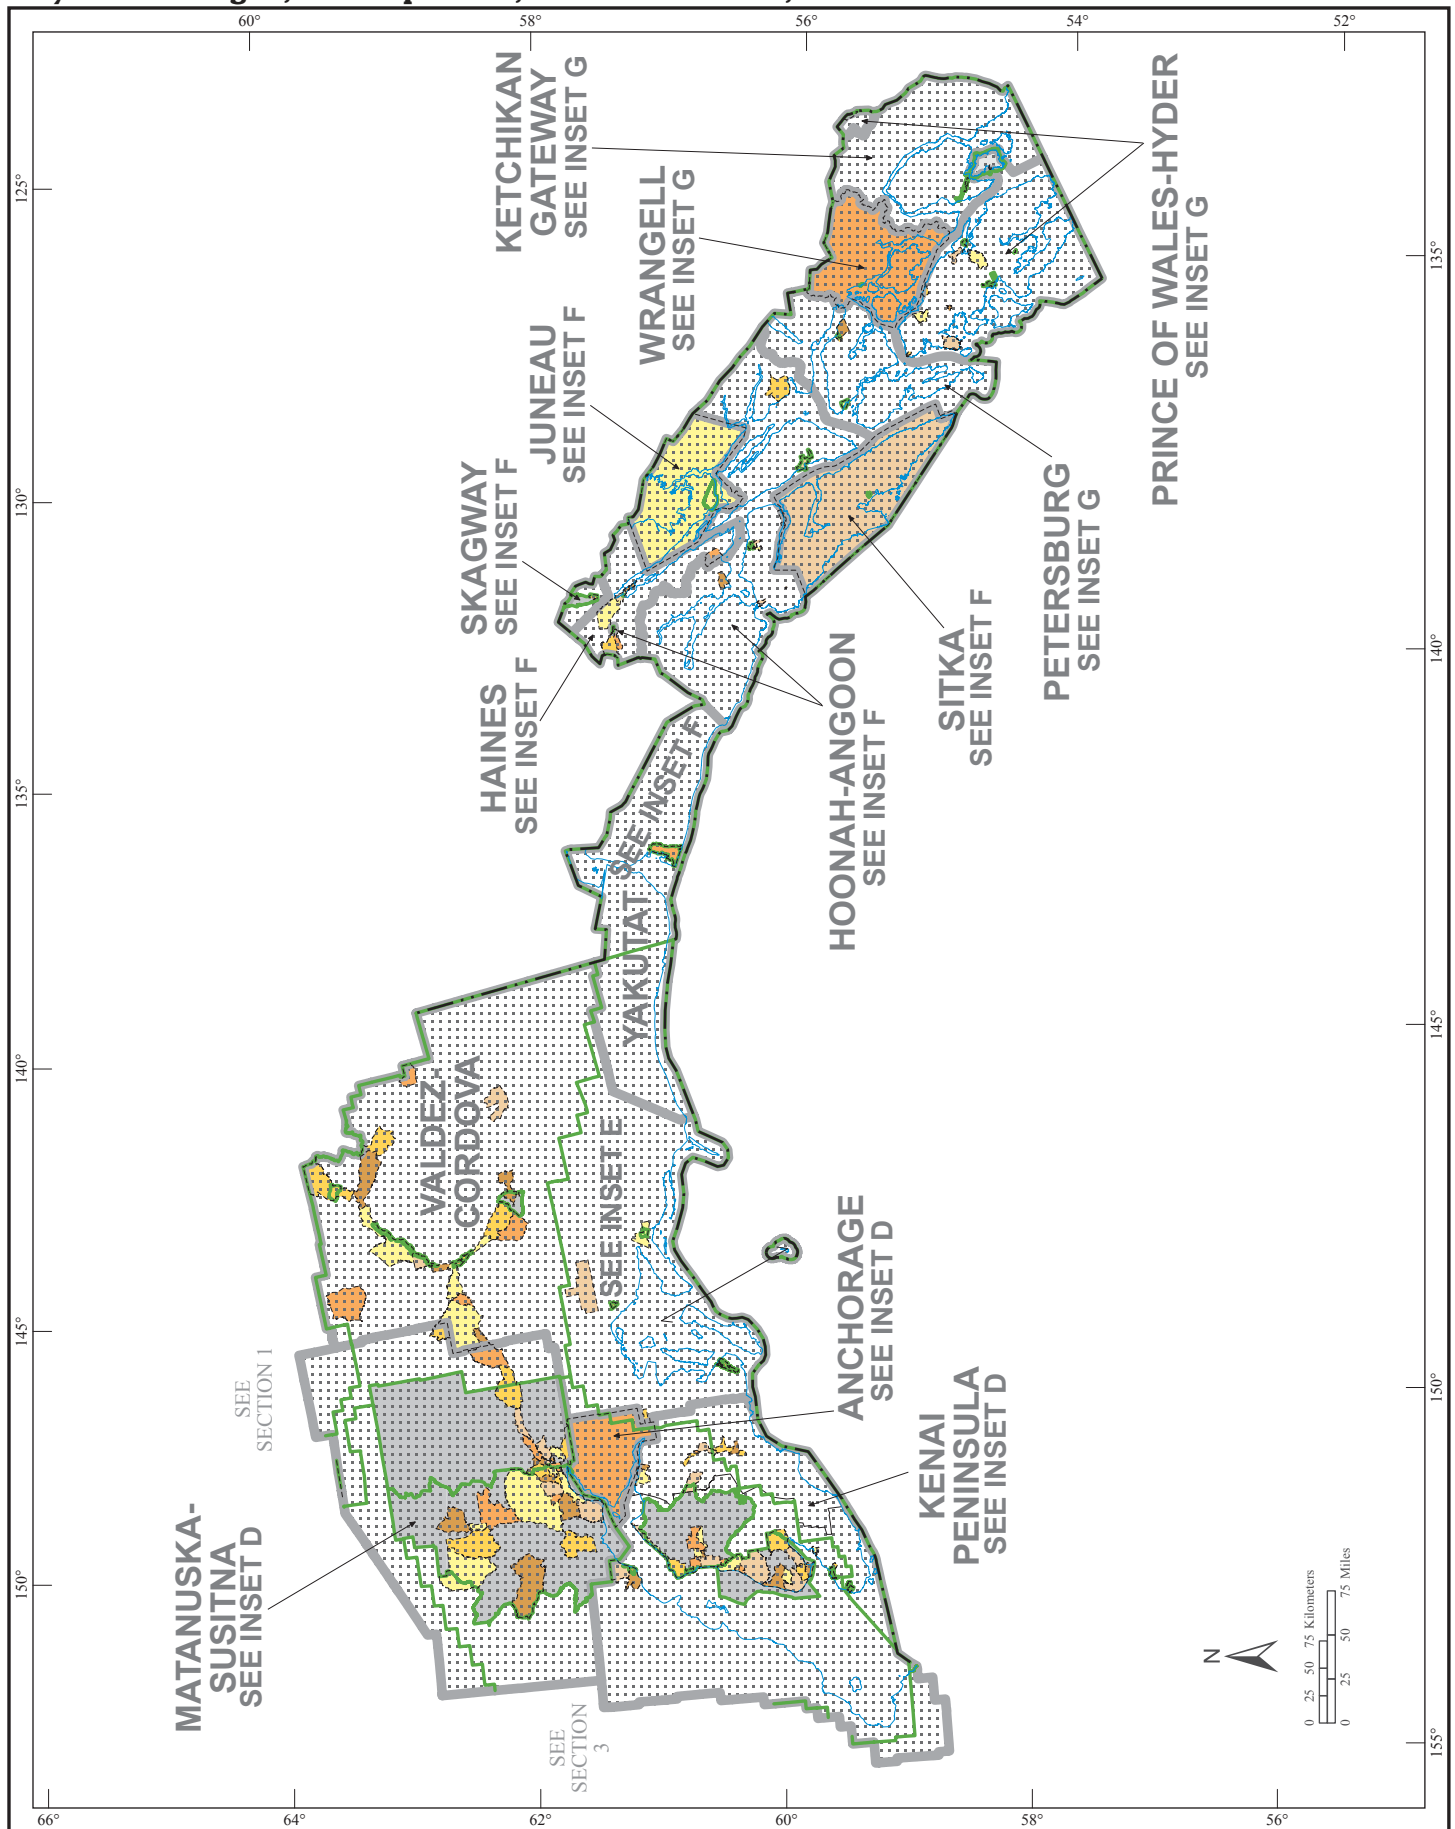 60°
58°
56°
54°
52°
125°
130°
135°
140°
145°
150°
135°
140°
145°
150°
155°
66°
64°
62°
60°
58°
56°
KETCHIKAN
GATEWAY
SEE INSET G
WRANGELL
SEE INSET G
PRINCE OF WALES-HYDER
SEE INSET G
JUNEAU
SEE INSET F
SKAGWAY
SEE INSET F
PETERSBURG
SEE INSET G
SITKA
SEE INSET F
HAINES
SEE INSET F
HOONAH-ANGOON
SEE INSET F
YAKUTAT SEE INSET F
VALDEZ-
CORDOVA
SEE INSET E
ANCHORAGE
SEE INSET D
KENAI
PENINSULA
SEE INSET D
MATANUSKA-
SUSITNA
SEE INSET D
SEE
SECTION 1
SEE
SECTION
3
N
0 25 50 75 Kilometers
0 25 50 75 Miles